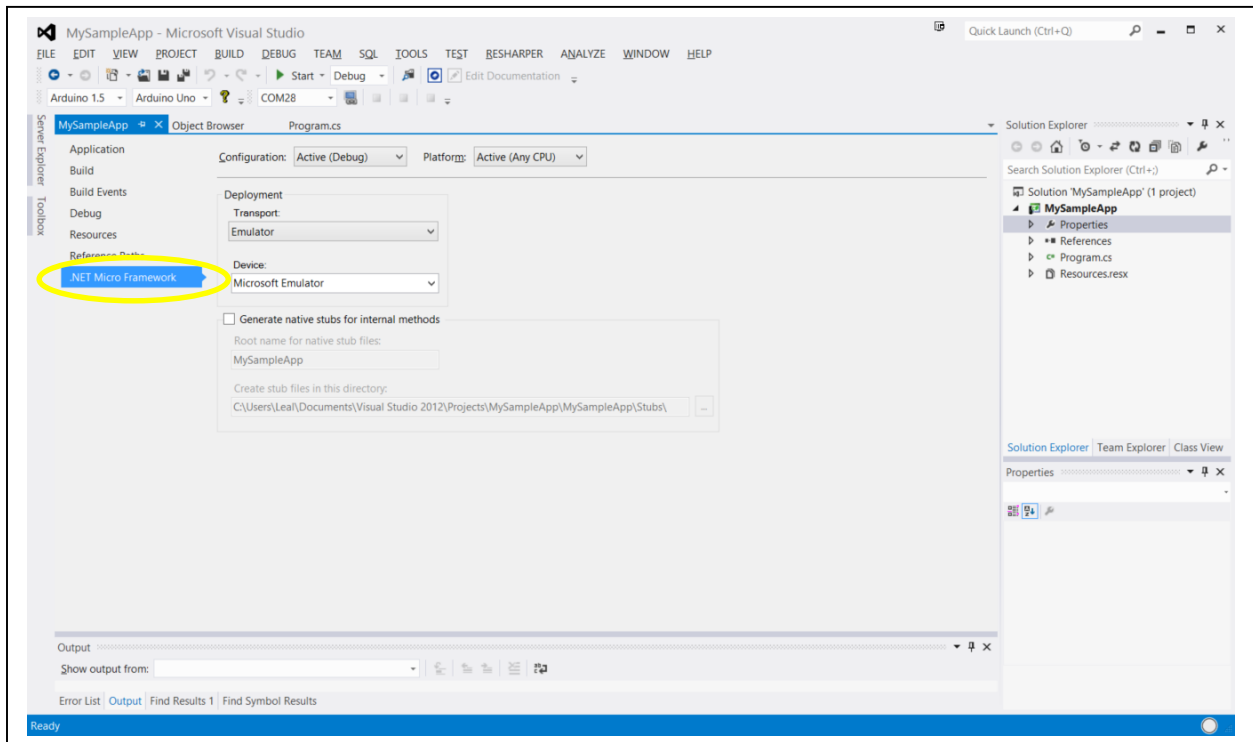 MySampleApp - Microsoft Visual Studio
Quick Launch (Ctrl+Q)
FILE EDIT VIEW PROJECT BUILD DEBUG TEAM SQL TOOLS TEST RESHARPER ANALYZE WINDOW HELP
Start Debug Edit Documentation
Arduino 1.5 Arduino Uno COM28
Server Explorer
Toolbox
MySampleApp Object Browser Program.cs
Application
Build
Build Events
Debug
Resources
Reference Paths
.NET Micro Framework
Configuration: Active (Debug) Platform: Active (Any CPU)
Deployment
Transport:
Emulator
Device:
Microsoft Emulator
Generate native stubs for internal methods
Root name for native stub files:
MySampleApp
Create stub files in this directory:
C:\Users\Leal\Documents\Visual Studio 2012\Projects\MySampleApp\MySampleApp\Stubs\ ...
Solution Explorer
Search Solution Explorer (Ctrl+;)
Solution 'MySampleApp' (1 project)
MySampleApp
Properties
References
Program.cs
Resources.resx
Solution Explorer Team Explorer Class View
Properties
Output
Show output from:
Error List Output Find Results 1 Find Symbol Results
Ready